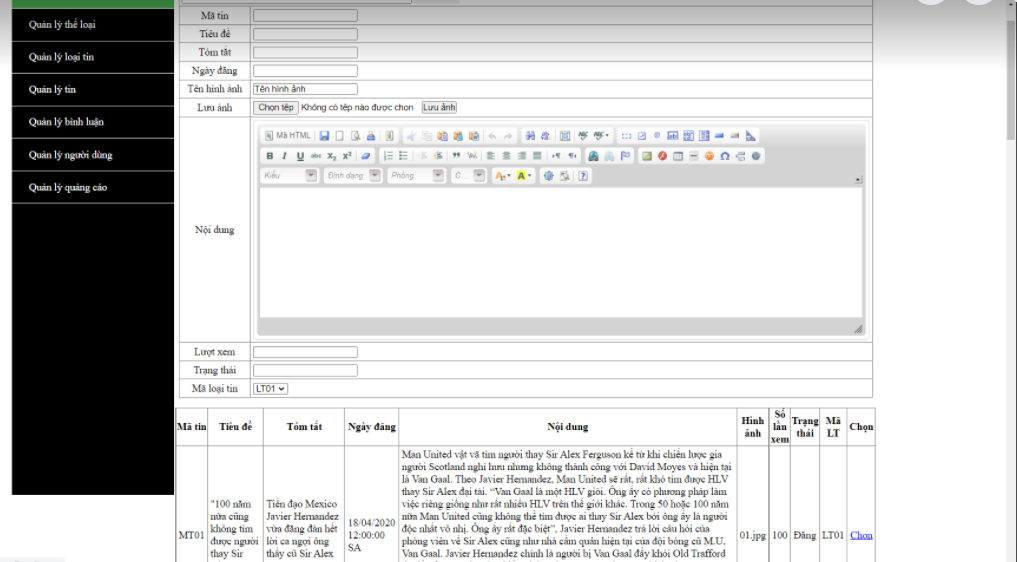 Quản lý thể loại
Quản lý loại tin
Quản lý tin
Quản lý bình luận
Quản lý người dùng
Quản lý quảng cáo
Mã tin
Tiêu đề
Tóm tắt
Ngày đăng
Tên hình ảnh Tên hình ảnh
Lưu ảnh Chọn tệp Không có tệp nào được chọn Lưu ảnh
Mã HTML
B I U abc X₂ X²
Kiểu Định dạng Phông C...
Nội dung
Lượt xem
Trạng thái
Mã loại tin LT01
Mã tin Tiêu đề Tóm tắt Ngày đăng Nội dung Hình ảnh Số lần xem Trạng thái Mã LT Chọn
MT01
"100 năm
nữa cũng
không tìm
được người
thay Sir
Tiền đạo Mexico
Javier Hernandez
vừa đăng đàn hết
lời ca ngợi ông
thầy cũ Sir Alex
18/04/2020
12:00:00
SA
Man United vật vã tìm người thay Sir Alex Ferguson kể từ khi chiến lược gia
người Scotland nghỉ hưu nhưng không thành công với David Moyes và hiện tại
là Van Gaal. Theo Javier Hernandez, Man United sẽ rất, rất khó tìm được HLV
thay Sir Alex đại tài. “Van Gaal là một HLV giỏi. Ông ấy có phương pháp làm
việc riêng giống như rất nhiều HLV trên thế giới khác. Trong 50 hoặc 100 năm
nữa Man United cũng không thể tìm được ai thay Sir Alex bởi ông ấy là người
độc nhất vô nhị. Ông ấy rất đặc biệt”, Javier Hernandez trả lời câu hỏi của
phóng viên về Sir Alex cũng như nhà cầm quân hiện tại của đội bóng cũ M.U,
Van Gaal. Javier Hernandez chính là người bị Van Gaal đẩy khỏi Old Trafford
01.jpg 100 Đăng LT01 Chọn